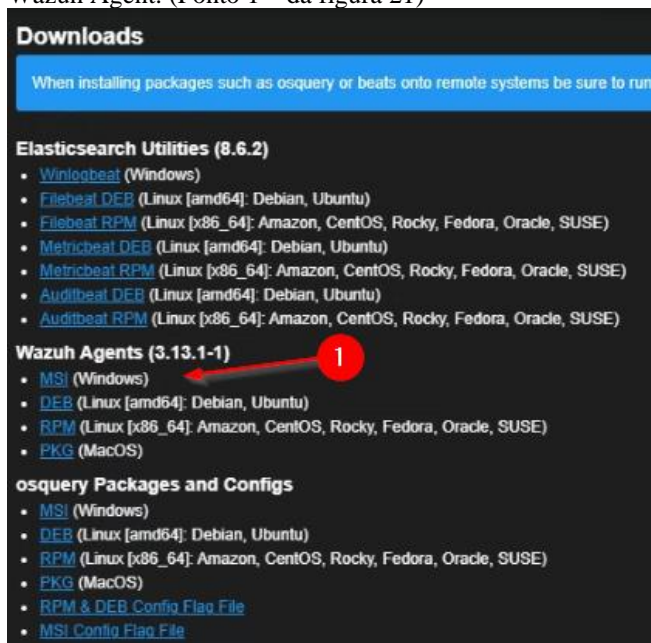 Wazuh Agent. (Ponto 1 – da figura 21)
Downloads
When installing packages such as osquery or beats onto remote systems be sure to run
Elasticsearch Utilities (8.6.2)
• Winlogbeat (Windows)
• Filebeat DEB (Linux [amd64]: Debian, Ubuntu)
• Filebeat RPM (Linux [x86_64]: Amazon, CentOS, Rocky, Fedora, Oracle, SUSE)
• Metricbeat DEB (Linux [amd64]: Debian, Ubuntu)
• Metricbeat RPM (Linux [x86_64]: Amazon, CentOS, Rocky, Fedora, Oracle, SUSE)
• Auditbeat DEB (Linux [amd64]: Debian, Ubuntu)
• Auditbeat RPM (Linux [x86_64]: Amazon, CentOS, Rocky, Fedora, Oracle, SUSE)
Wazuh Agents (3.13.1-1)
1
• MSI (Windows)
• DEB (Linux [amd64]: Debian, Ubuntu)
• RPM (Linux [x86_64]: Amazon, CentOS, Rocky, Fedora, Oracle, SUSE)
• PKG (MacOS)
osquery Packages and Configs
• MSI (Windows)
• DEB (Linux [amd64]: Debian, Ubuntu)
• RPM (Linux [x86_64]: Amazon, CentOS, Rocky, Fedora, Oracle, SUSE)
• PKG (MacOS)
• RPM & DEB Config Flag File
• MSI Config Flag File